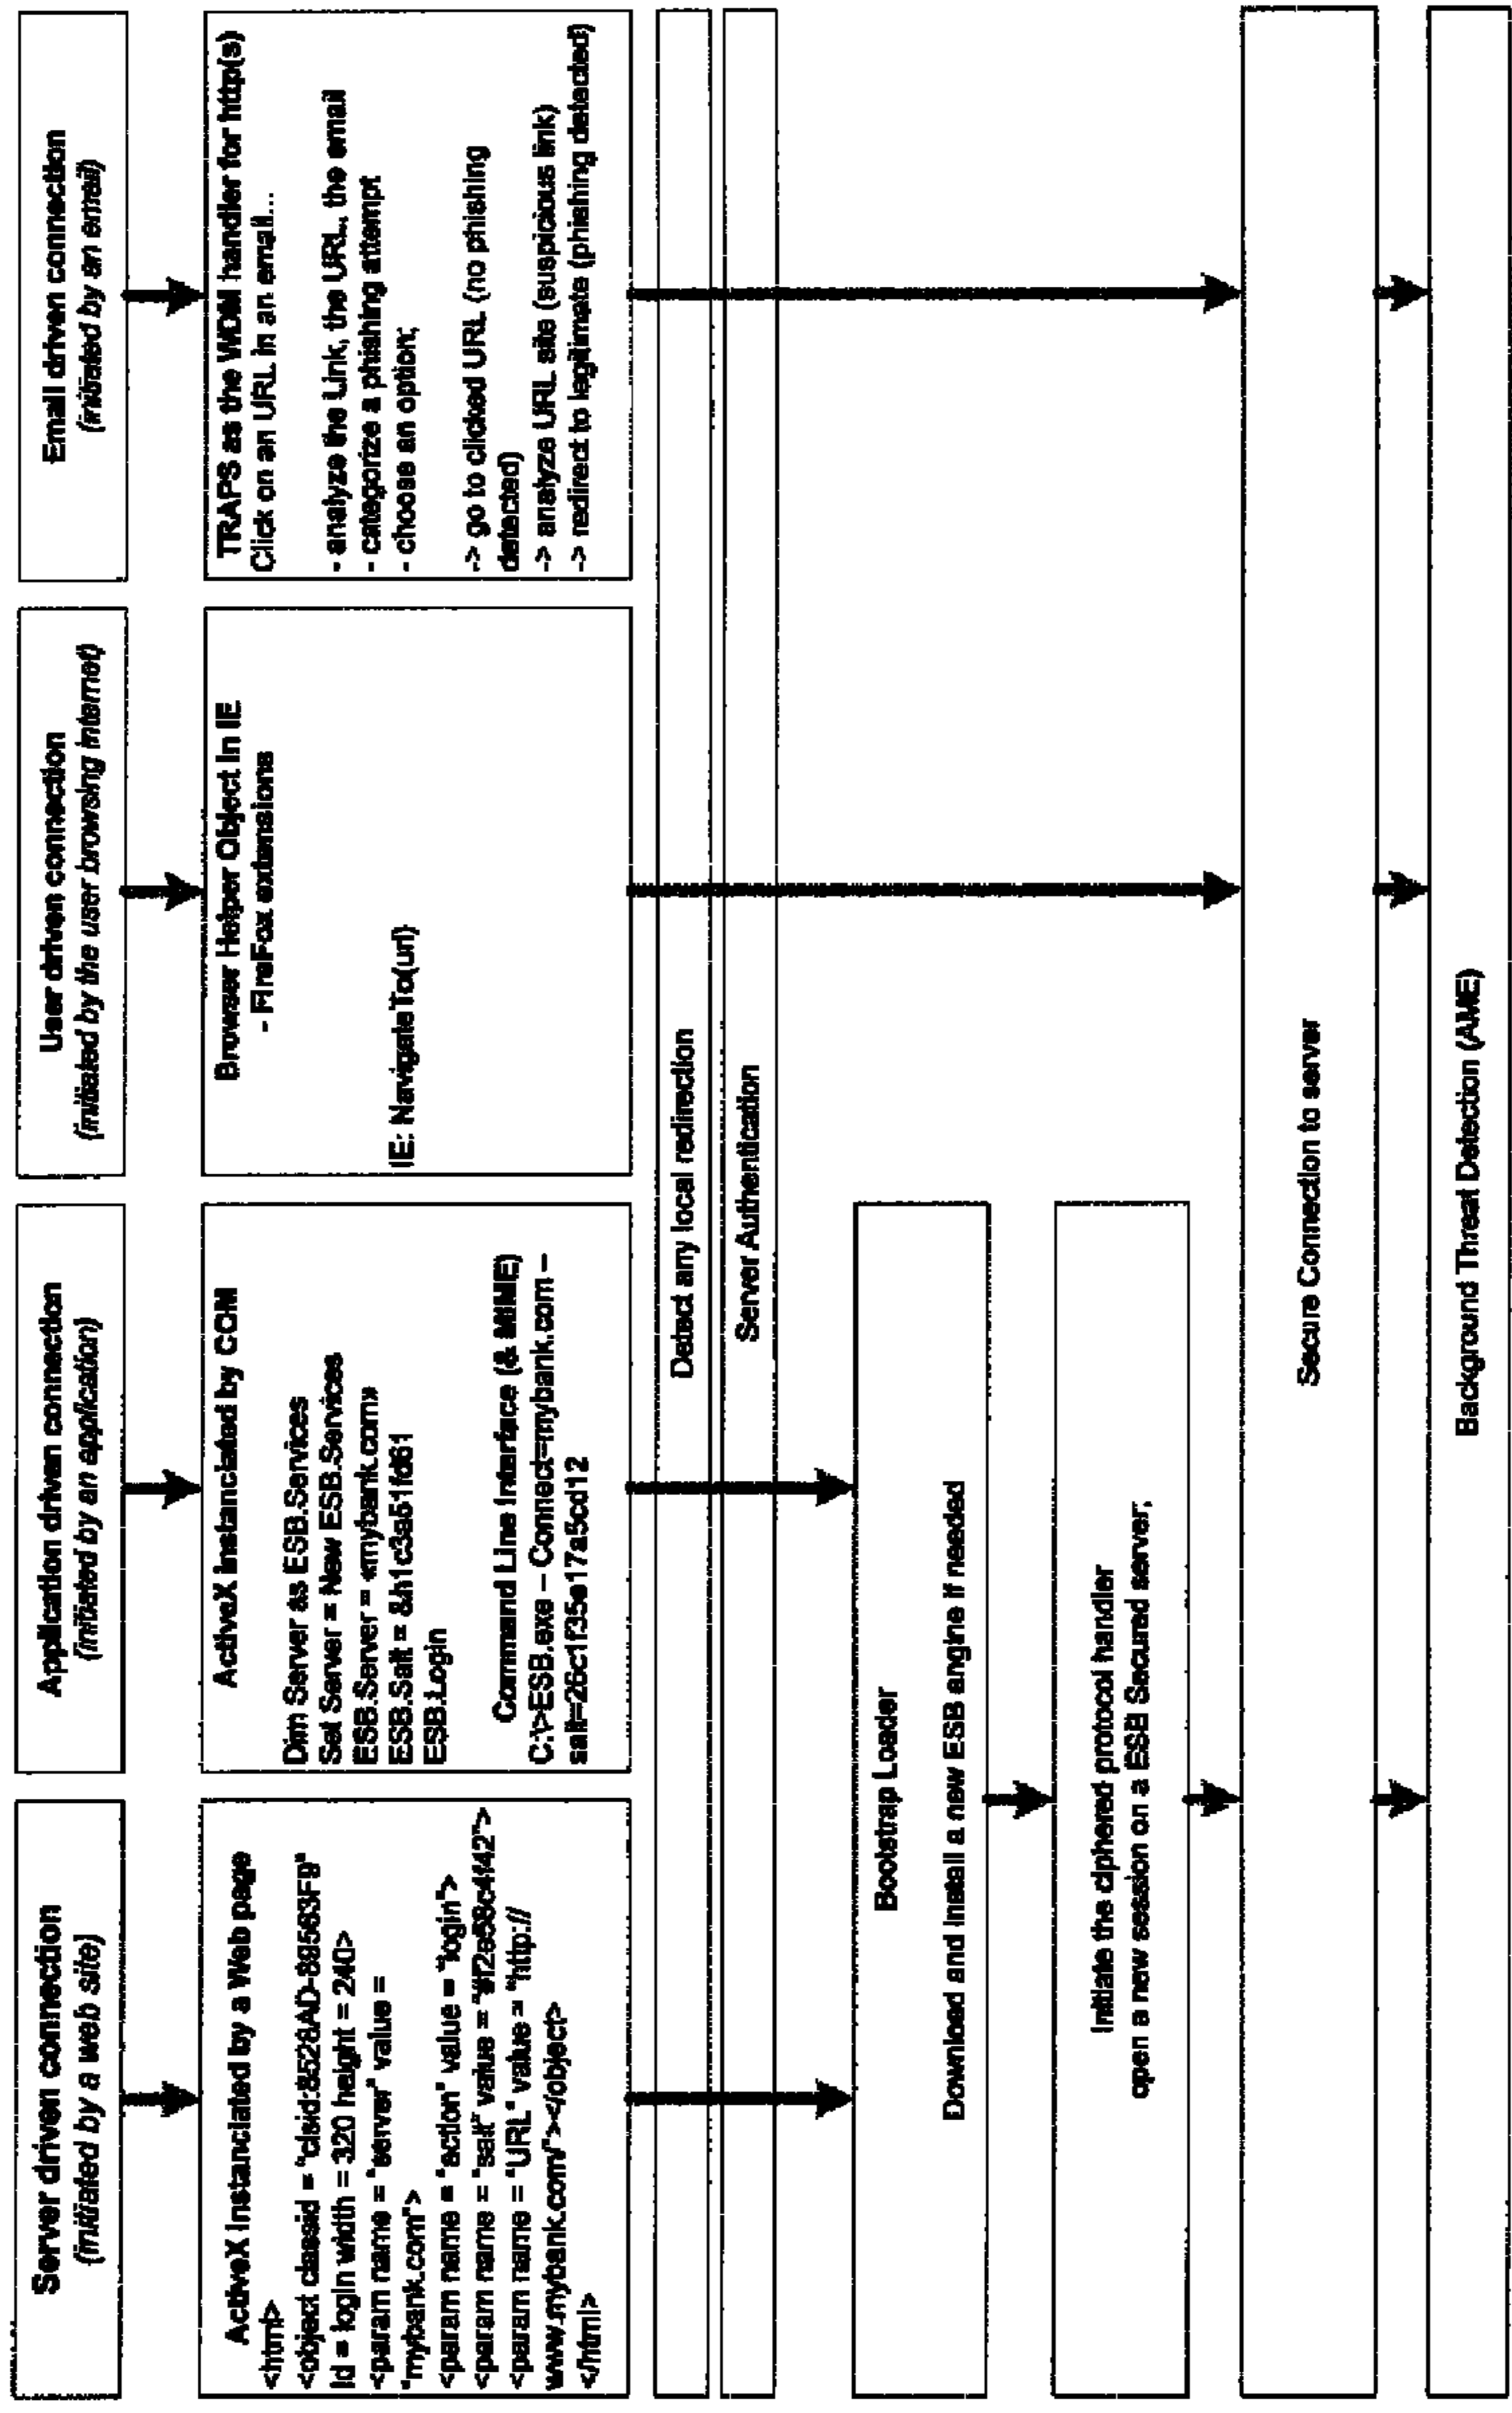 Server driven connection
(initiated by a web site)
ActiveX instanciated by a Web page
<html>
<object classid = "clsid:8528AD-89563F9"
id = login width = 320 height = 240>
<param name = "server" value =
"mybank.com">
<param name = "action" value = "login">
<param name = "salt" value = "#f2e58c4f42">
<param name = "URL" value = "http://
www.mybank.com/"></object>
</html>
Application driven connection
(initiated by an application)
ActiveX instanciated by COM
Dim Server as ESB.Services
Set Server = New ESB.Services
ESB.Server = «mybank.com»
ESB.Salt = &h1c3a51fd61
ESB.Login
Command Line Interface (& MIME)
C:\>ESB.exe – Connect=mybank.com –
salt=26c1f35e17a5cd12
User driven connection
(initiated by the user browsing internet)
Browser Helper Object in IE
- FireFox extensions
IE: NavigateTo(url)
Email driven connection
(initiated by an email)
TRAPS as the WDM handler for http(s)
Click on an URL in an email...
- analyze the Link, the URL, the email
- categorize a phishing attempt
- choose an option:
-> go to clicked URL (no phishing
detected)
-> analyze URL site (suspicious link)
-> redirect to legitimate (phishing detected)
Detect any local redirection
Server Authentication
Bootstrap Loader
Download and install a new ESB engine if needed
Initiate the ciphered protocol handler
open a new session on a ESB Secured server;
Secure Connection to server
Background Threat Detection (AME)